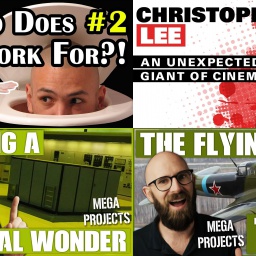 Does #2
ork For?!
CHRISTOP
LEE
AN UNEXPECTED
GIANT OF CINEM
G A
MEGA
PROJECTS
AL WONDER
THE FLYIN
MEGA
PROJECTS